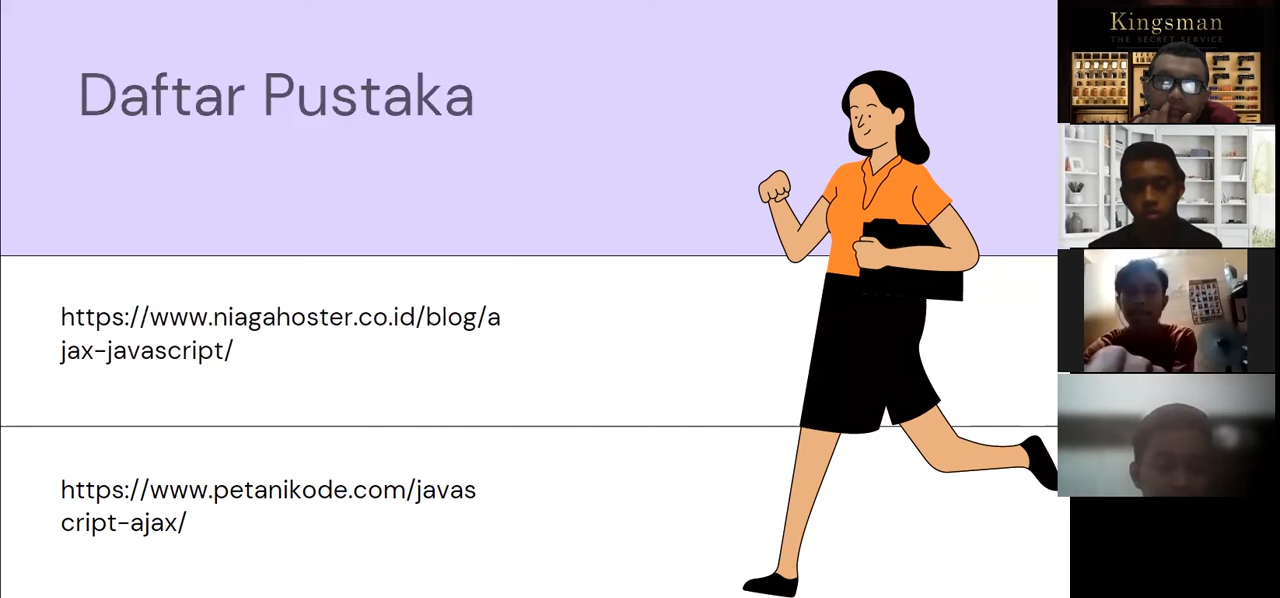 Daftar Pustaka
https://www.niagahoster.co.id/blog/a
jax-javascript/
https://www.petanikode.com/javas
cript-ajax/
Kingsman
THE SECRET SERVICE